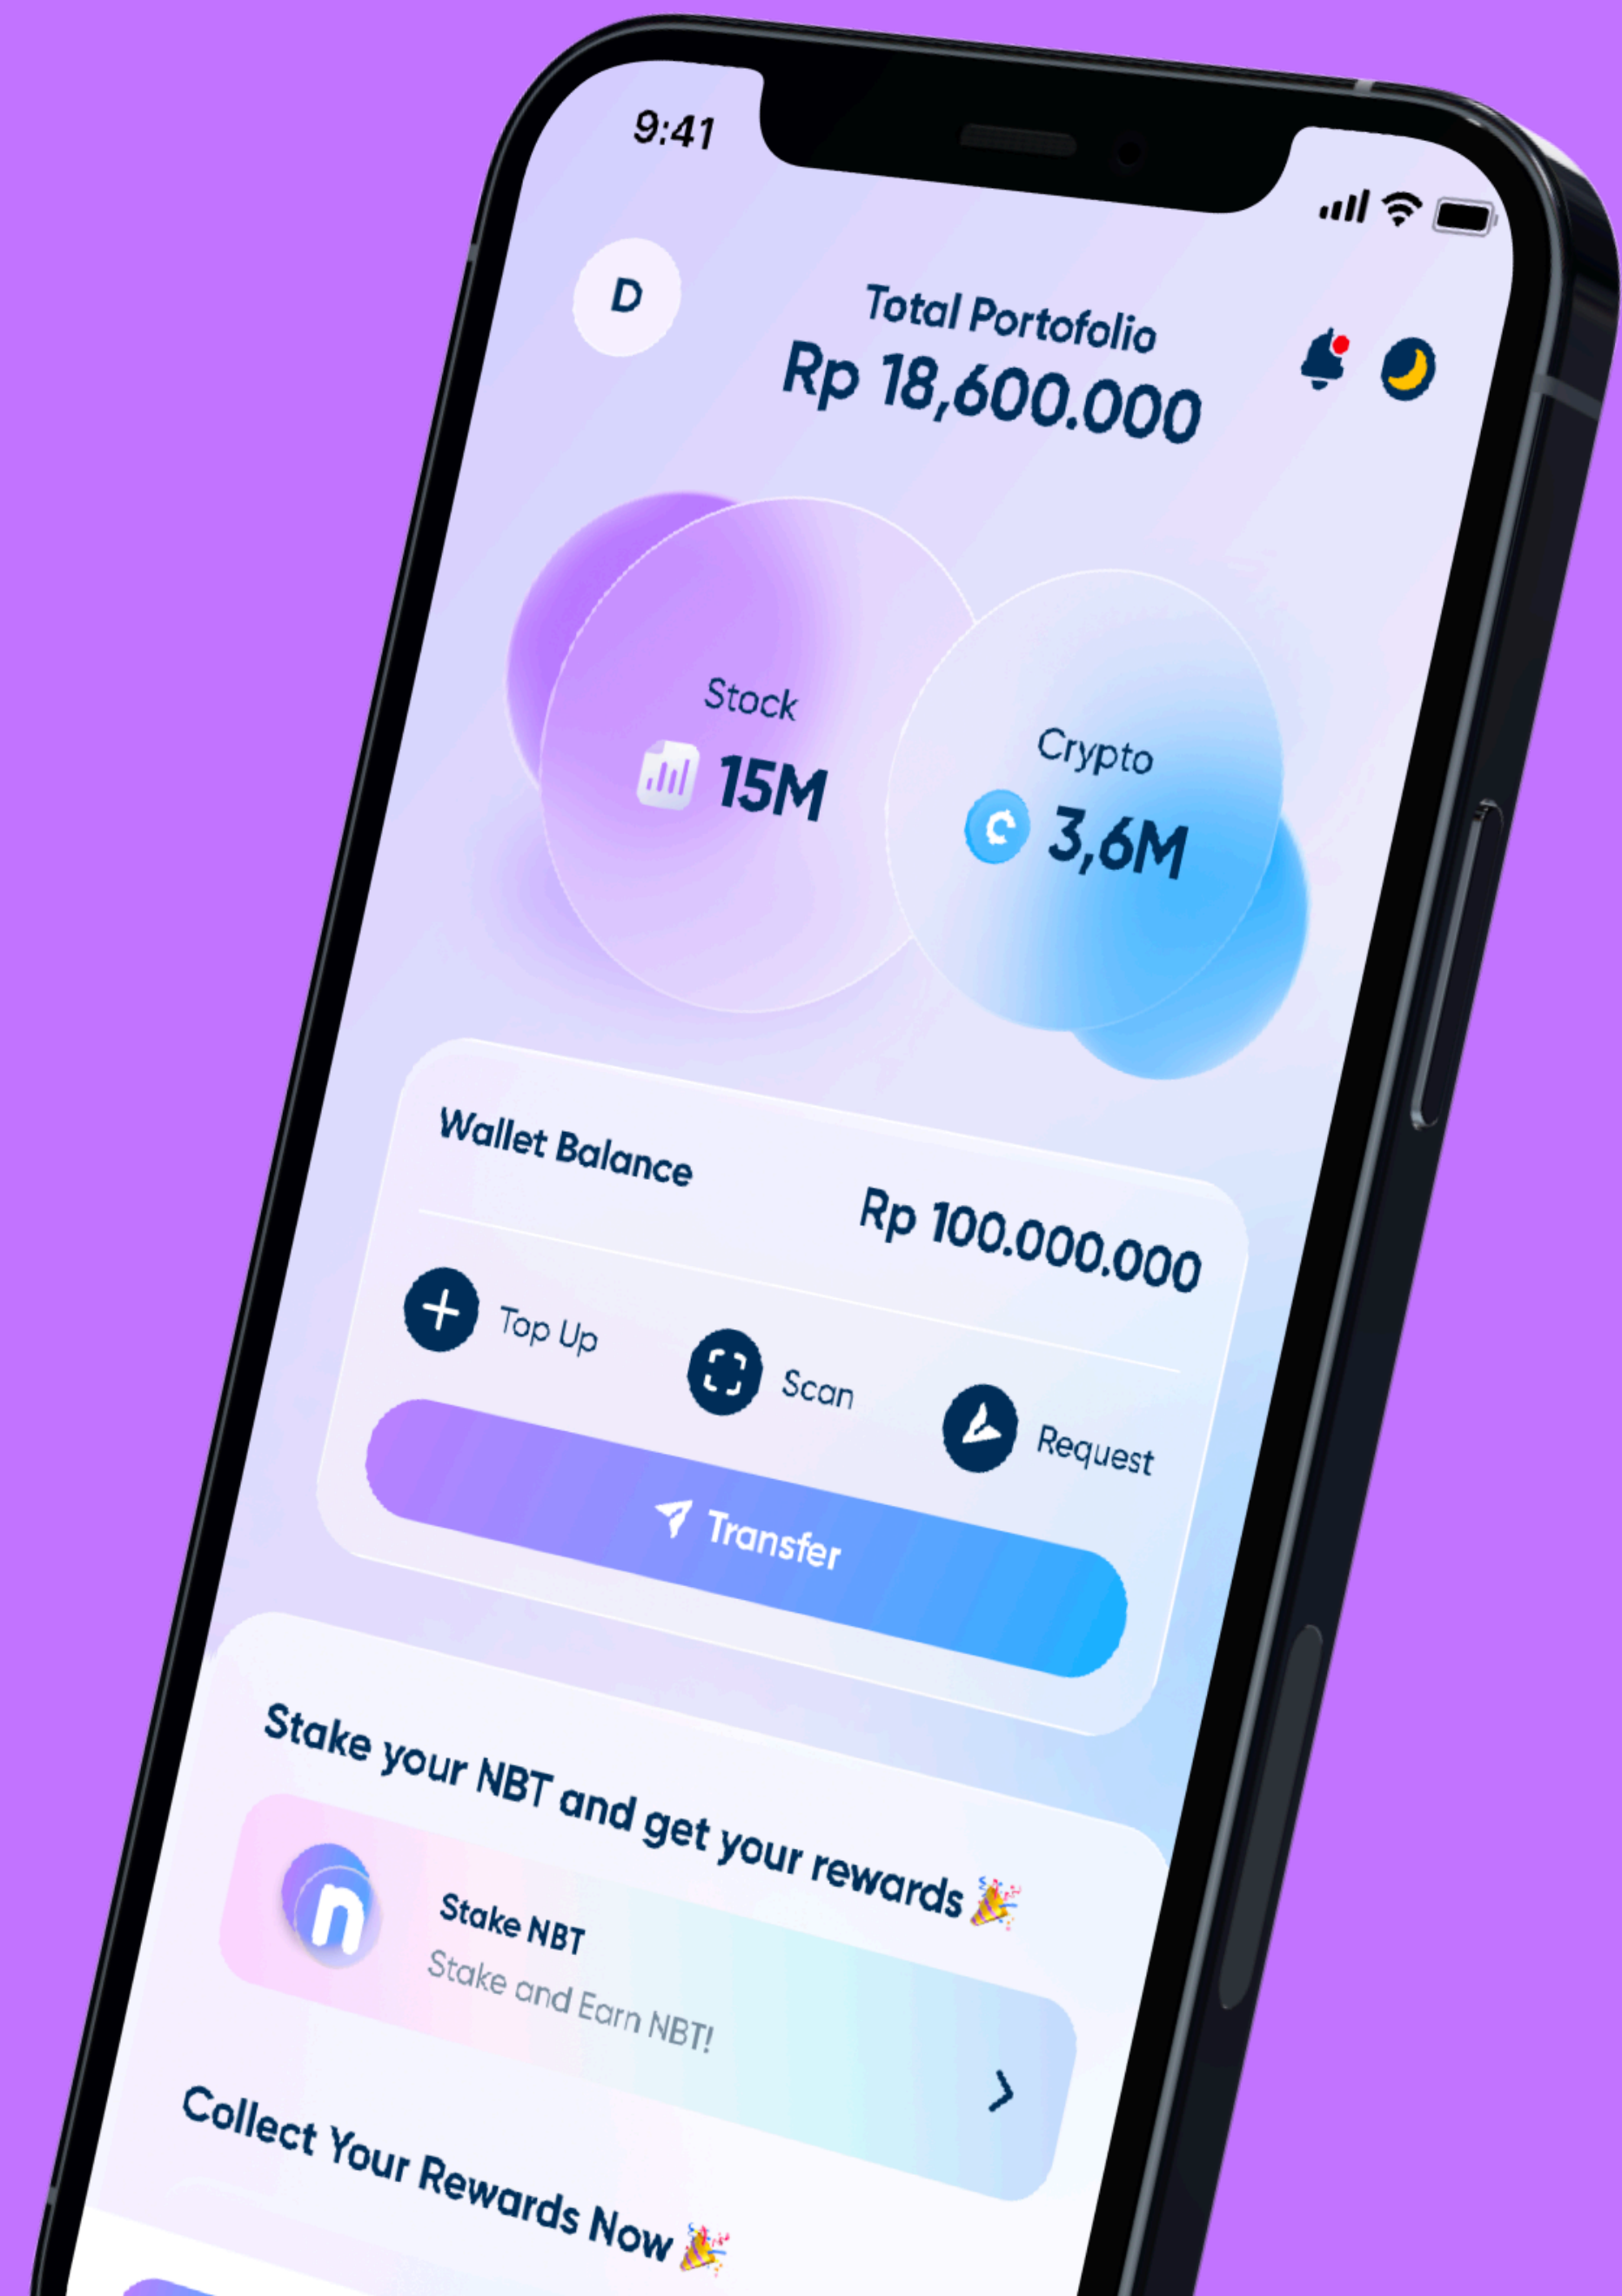 9:41
D
Total Portofolio
Rp 18,600.000
Stock
15M
Crypto
3,6M
Wallet Balance
Rp 100.000.000
Top Up
Scan
Request
Transfer
Stake your NBT and get your rewards 🎉
n
Stake NBT
Stake and Earn NBT!
Collect Your Rewards Now 🎉